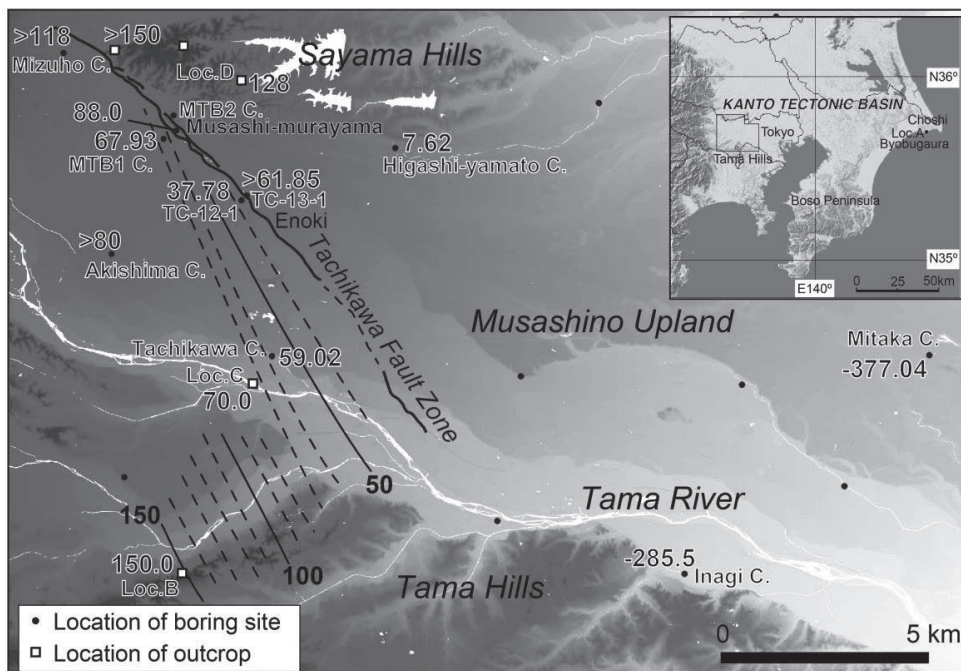 >118
Mizuho C.
>150
Loc.D
128
Sayama Hills
88.0
MTB2 C.
Musashi-murayama
67.93
MTB1 C.
7.62
Higashi-yamato C.
37.78
TC-12-1
>61.85
TC-13-1
Enoki
>80
Akishima C.
Tachikawa Fault Zone
Musashino Upland
Mitaka C.
-377.04
Tachikawa C.
59.02
Loc.C
70.0
50
150
100
150.0
Loc.B
Tama River
Tama Hills
-285.5
Inagi C.
● Location of boring site
□ Location of outcrop
0 5 km
N36º
KANTO TECTONIC BASIN
Choshi
Loc.A
Byobugaura
Tokyo
Tama Hills
Boso Peninsula
N35º
E140º
0 25 50km